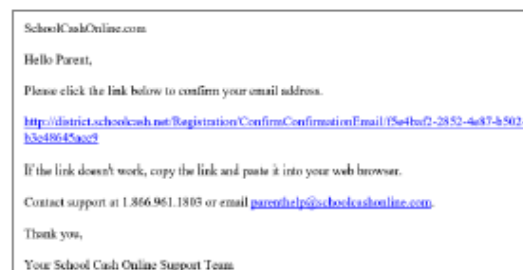 SchoolCashOnline.com
Hello Parent,
Please click the link below to confirm your email address.
http://district.schoolcash.net/Registration/ConfirmConfirmationEmail/f5e4baf2-2852-4e87-b502-
b3e48645aee9
If the link doesn't work, copy the link and paste it into your web browser.
Contact support at 1.866.961.1803 or email parenthelp@schoolcashonline.com.
Thank you,
Your School Cash Online Support Team